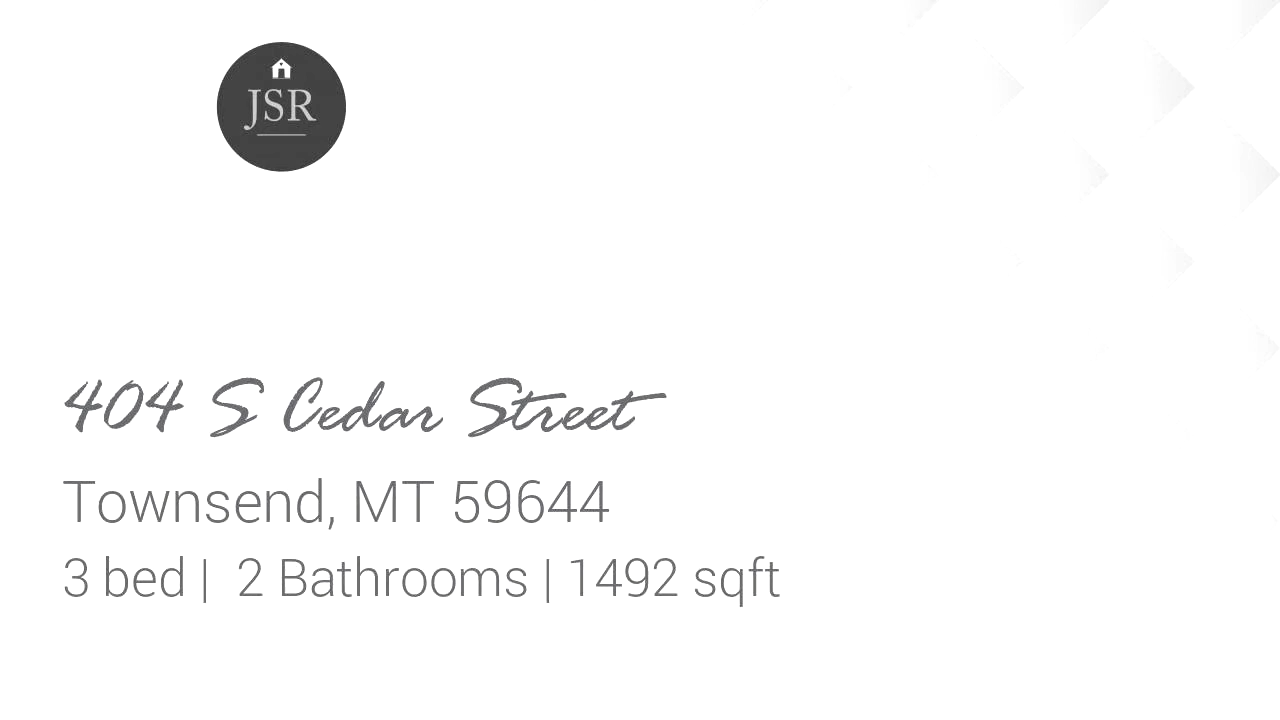 JSR
404 S Cedar Street
Townsend, MT 59644
3 bed | 2 Bathrooms | 1492 sqft